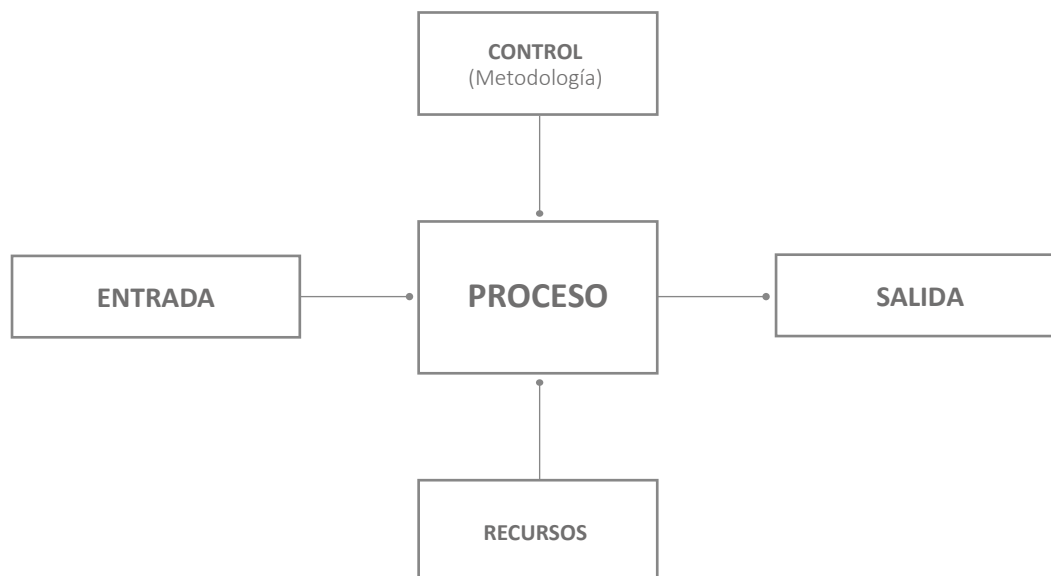 CONTROL
(Metodología)
ENTRADA
PROCESO
SALIDA
RECURSOS